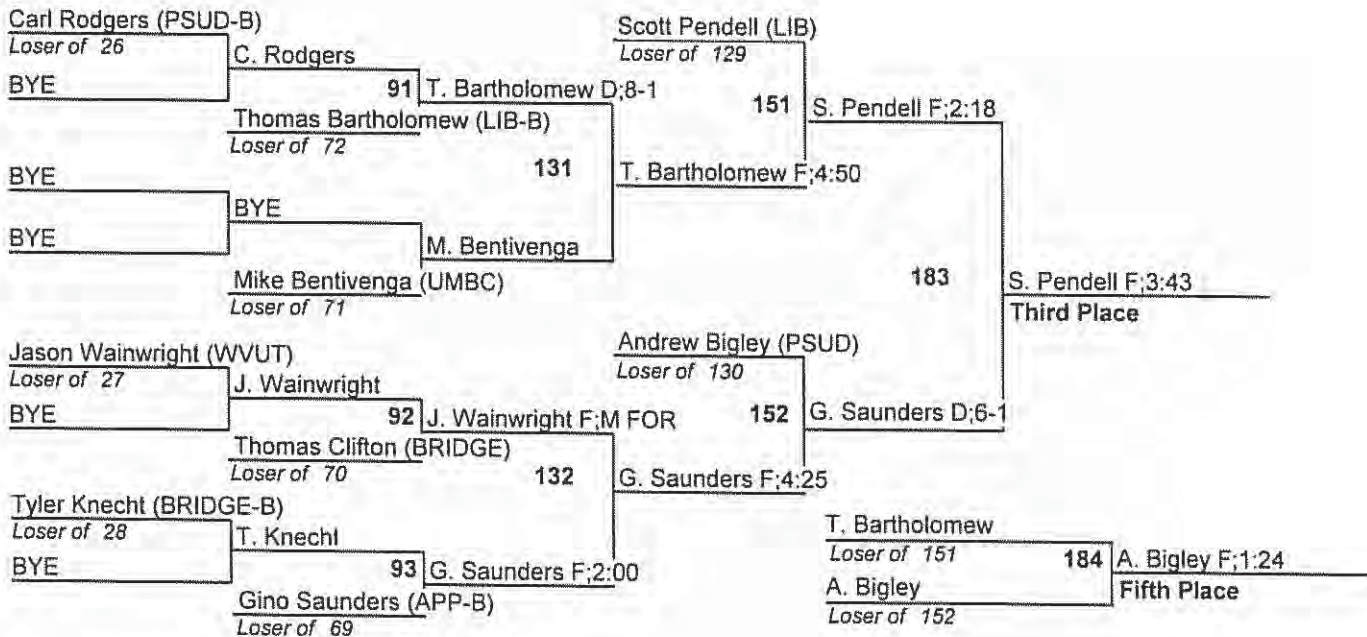 Carl Rodgers (PSUD-B)
Loser of 26
BYE
C. Rodgers
91
Thomas Bartholomew (LIB-B)
Loser of 72
T. Bartholomew D;8-1
BYE
BYE
BYE
Mike Bentivenga (UMBC)
Loser of 71
M. Bentivenga
131
T. Bartholomew F;4:50
Scott Pendell (LIB)
Loser of 129
151
S. Pendell F;2:18
Jason Wainwright (WVUT)
Loser of 27
BYE
J. Wainwright
92
Thomas Clifton (BRIDGE)
Loser of 70
J. Wainwright F;M FOR
Tyler Knecht (BRIDGE-B)
Loser of 28
BYE
T. Knecht
93
Gino Saunders (APP-B)
Loser of 69
G. Saunders F;2:00
132
G. Saunders F;4:25
Andrew Bigley (PSUD)
Loser of 130
152
G. Saunders D;6-1
183
S. Pendell F;3:43
Third Place
T. Bartholomew
Loser of 151
A. Bigley
Loser of 152
184
A. Bigley F;1:24
Fifth Place